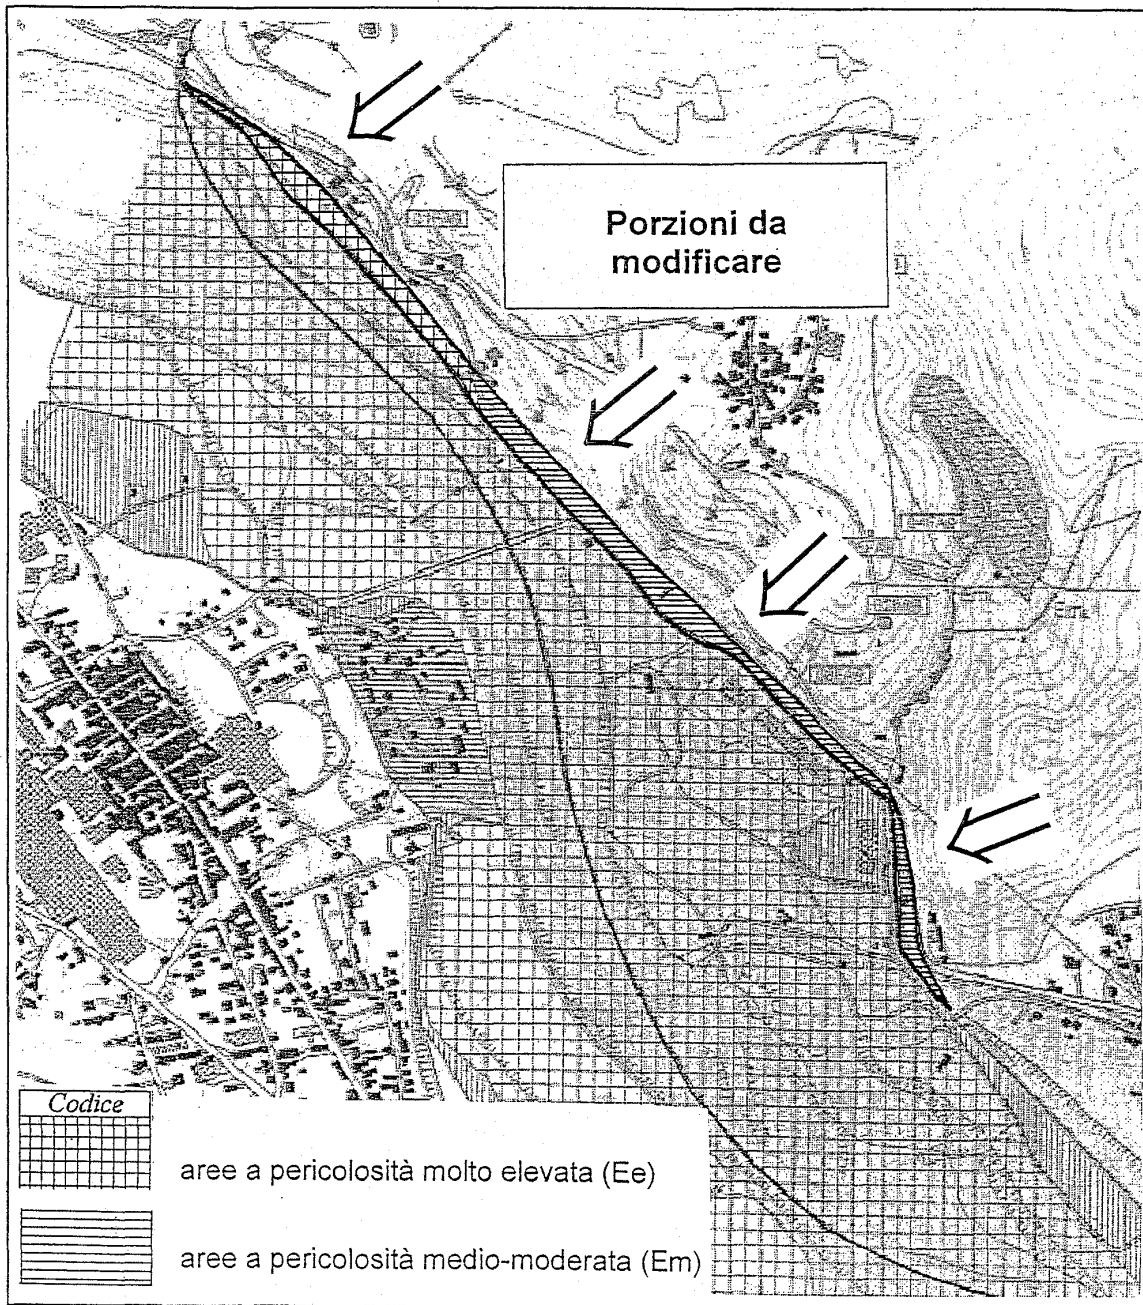 Porzioni da
modificare
Codice
aree a pericolosità molto elevata (Ee)
aree a pericolosità medio-moderata (Em)